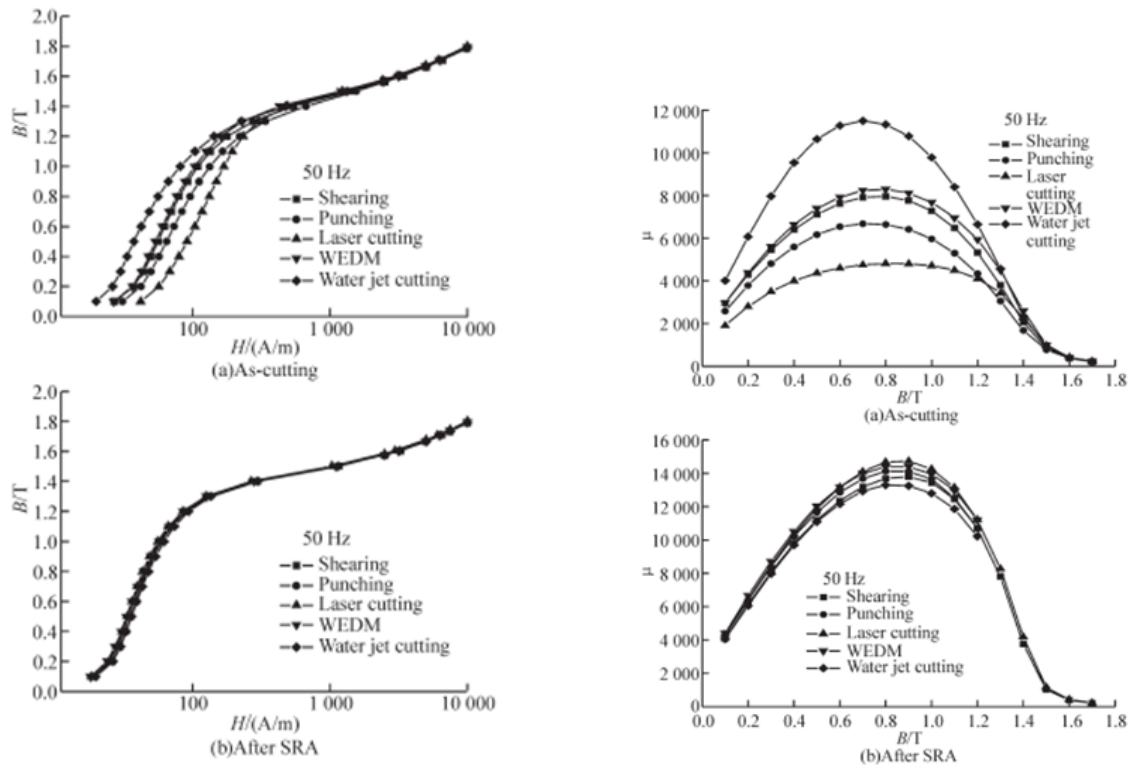 2.0
1.8
1.6
1.4
1.2
1.0
0.8
0.6
0.4
0.2
0.0
B/T
50 Hz
Shearing
Punching
Laser cutting
WEDM
Water jet cutting
100
1 000
10 000
H/(A/m)
(a)As-cutting
2.0
1.8
1.6
1.4
1.2
1.0
0.8
0.6
0.4
0.2
0.0
B/T
50 Hz
Shearing
Punching
Laser cutting
WEDM
Water jet cutting
100
1 000
10 000
H/(A/m)
(b)After SRA
12 000
10 000
8 000
6 000
4 000
2 000
μ
50 Hz
Shearing
Punching
Laser
cutting
WEDM
Water jet
cutting
0.0 0.2 0.4 0.6 0.8 1.0 1.2 1.4 1.6 1.8
B/T
(a)As-cutting
16 000
14 000
12 000
10 000
8 000
6 000
4 000
2 000
0
μ
50 Hz
Shearing
Punching
Laser cutting
WEDM
Water jet cutting
0.0 0.2 0.4 0.6 0.8 1.0 1.2 1.4 1.6 1.8
B/T
(b)After SRA